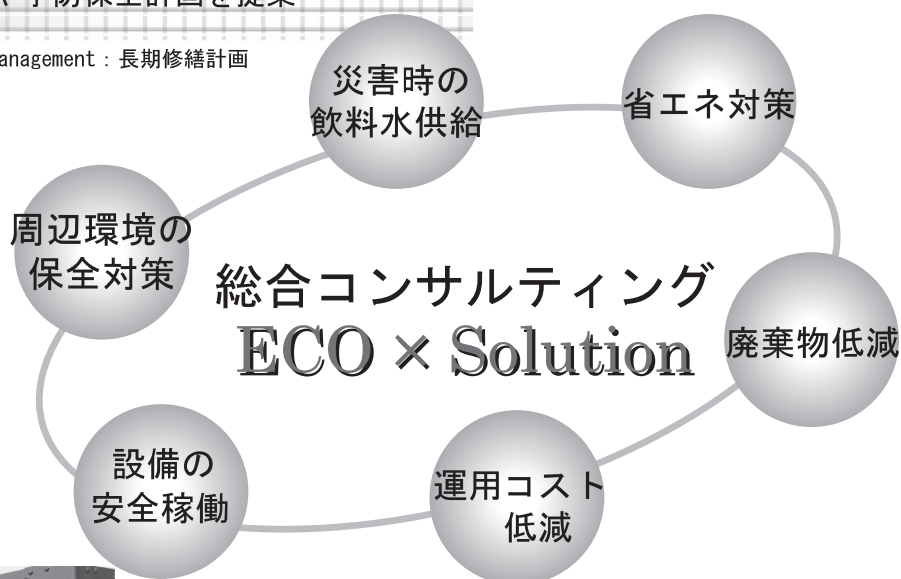 予防保全計画を提案
anagement：長期修繕計画
災害時の
飲料水供給
省エネ対策
周辺環境の
保全対策
総合コンサルティング
ECO × Solution
廃棄物低減
設備の
安全稼働
運用コスト
低減